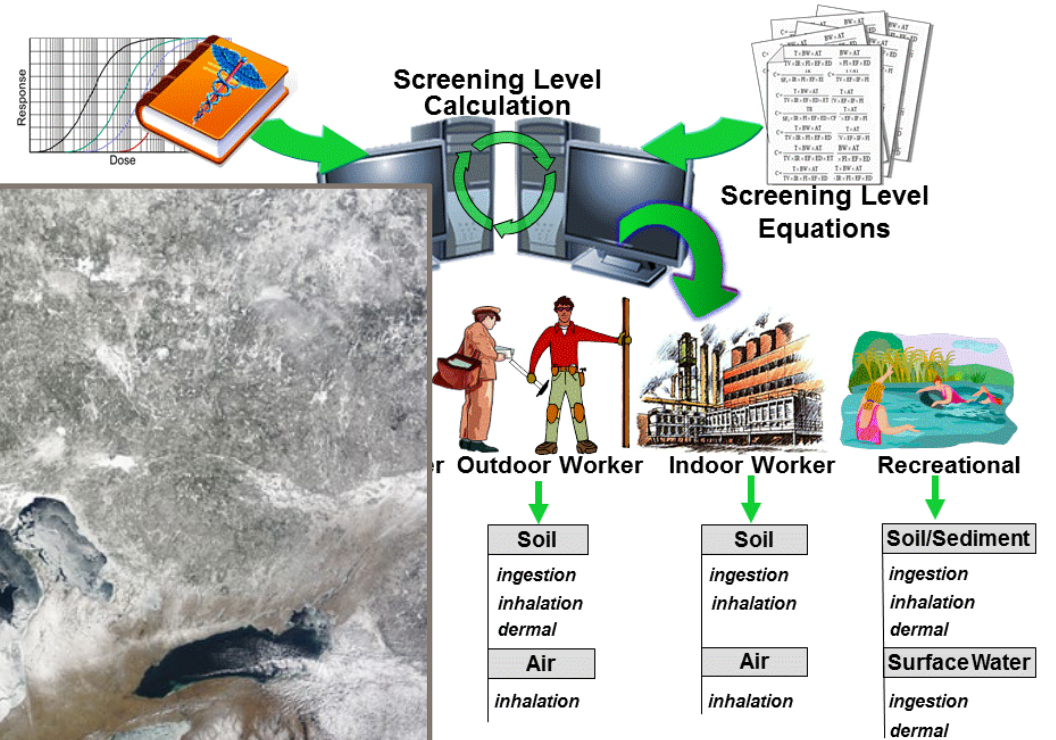 Response
Dose
Screening Level
Calculation
Screening Level
Equations
er
Outdoor Worker
Indoor Worker
Recreational
Soil
ingestion
inhalation
dermal
Air
inhalation
Soil
ingestion
inhalation
Air
inhalation
Soil/Sediment
ingestion
inhalation
dermal
Surface Water
ingestion
dermal